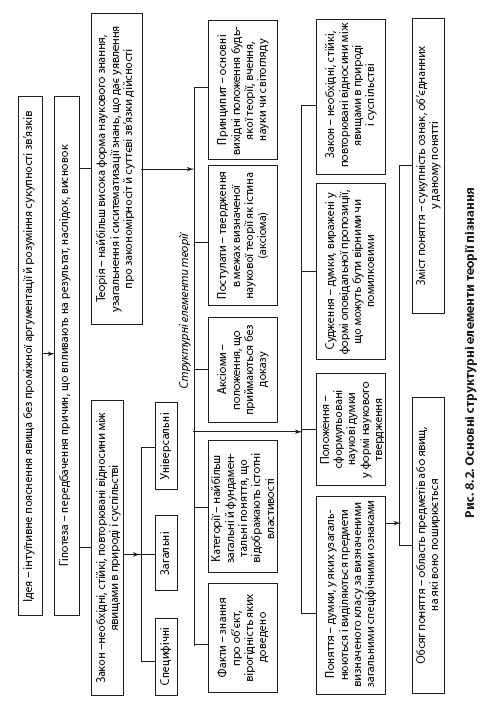 Ідея – інтуїтивне пояснення явища без проміжної аргументації й розуміння сукупності зв'язків
Гіпотеза – передбачення причин, що впливають на результат, наслідок, висновок
Закон –необхідні, стійкі, повторювані відносини між
явищами в природі і суспільстві
Теорія – найбільш висока форма наукового знання,
узагальнення і сиситематизації знань, що дає уявлення
про закономірносіт й суттєві зв'язки дійсності
Специфічні
Загальні
Універсальні
Структурні елементи теорії
Факти – знання
про об'єкт,
вірогідність яких
доведено
Категорії – найбільш
загальні й фундамен-
тальні поняття, що
відображають істотні
властивості
Аксіоми –
положення, що
приймаються без
доказу
Постулати – твердження
в межах визначеної
наукової теорії як істина
(аксіома)
Принципит – основні
вихідні положення будь-
якої теорії, вчення,
науки чи світогляду
Поняття – думки, у яких узагаль-
нюються і виділяються предмети
визначеного класу за визначеними
загальними специфічними ознаками
Положення –
сформульовані
наукові думки
у формі наукового
твердження
Судження – думки, виражені у
формі оповідальної пропозиції,
що можуть бути вірними чи
помилковими
Закон – необхідні, стійкі,
повторювані відносини між
явищами в природі
і суспільстві
Обсяг поняття – область предметів або явищ,
на які воно поширюється
Зміст поняття – сукупність ознак, об'єднанних
у даному понятті
Рис. 8.2. Основні структурні елементи теорії пізнання